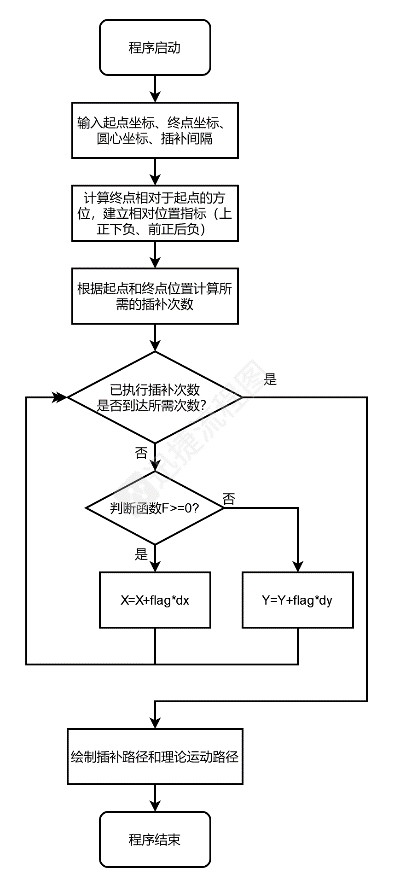 程序启动
输入起点坐标、终点坐标、
圆心坐标、插补间隔
计算终点相对于起点的方
位，建立相对位置指标（上
正下负、前正后负）
根据起点和终点位置计算所
需的插补次数
已执行插补次数
是否到达所需次数?
是
否
判断函数F>=0?
否
是
X=X+flag*dx
Y=Y+flag*dy
绘制插补路径和理论运动路径
程序结束
迅捷流程图